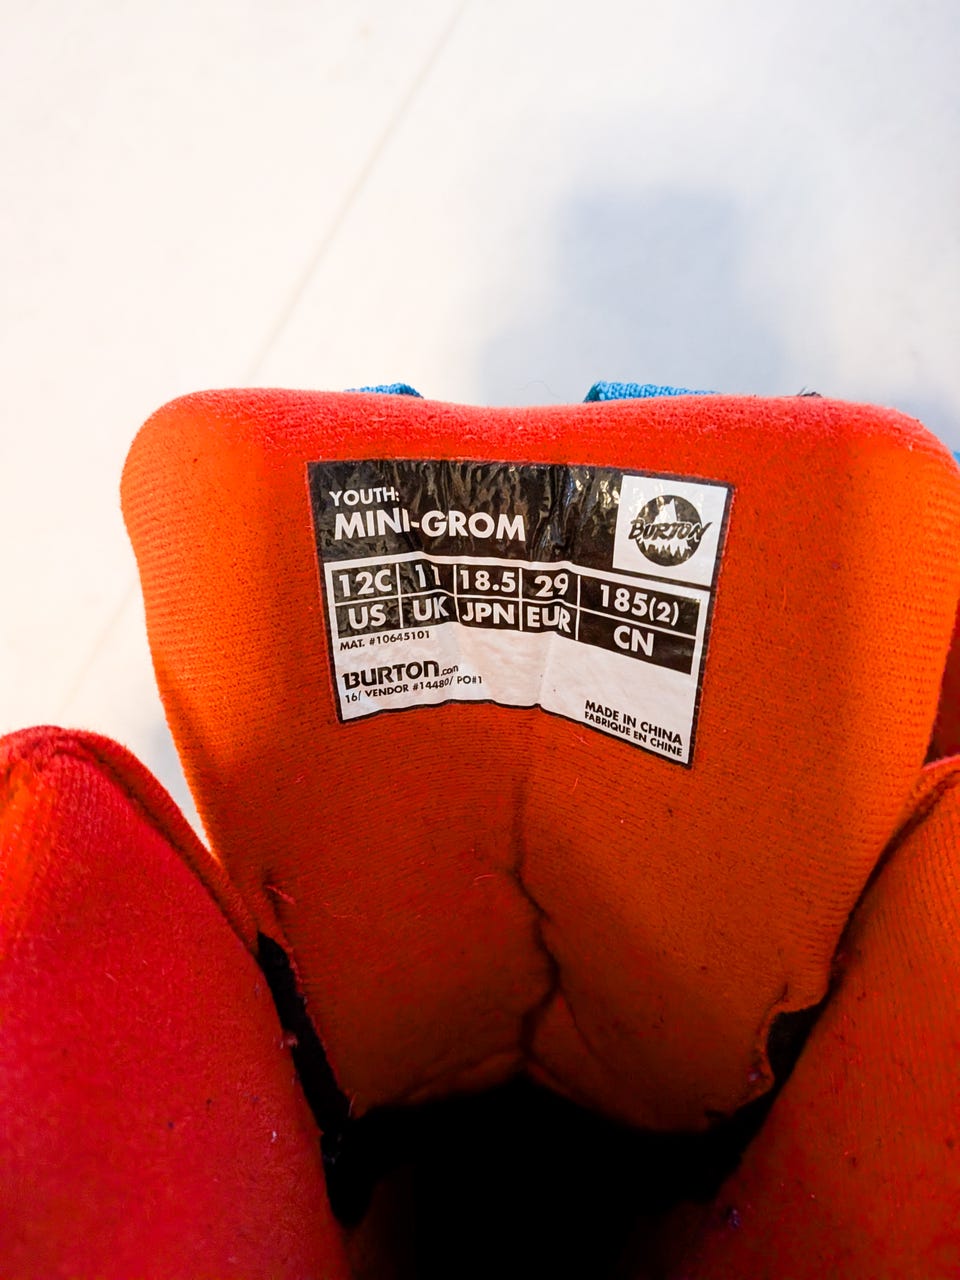 YOUTH:
MINI-GROM
BURTON
12C 11 18.5 29 185(2)
US UK JPN EUR CN
MAT. #10645101
BURTON.com
16/ VENDOR #14480/ PO#1
MADE IN CHINA
FABRIQUE EN CHINE